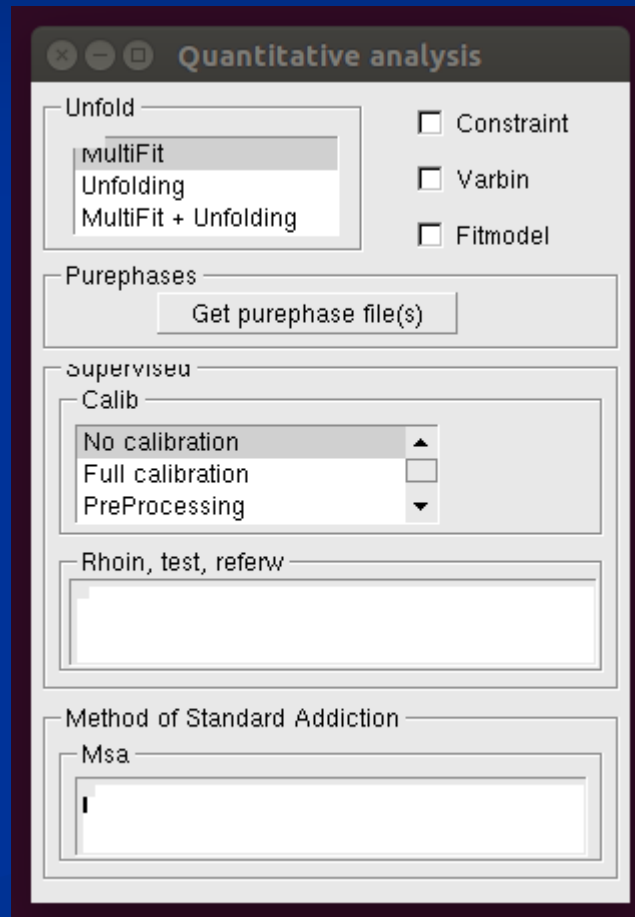 Quantitative analysis
Unfold
MultiFit
Unfolding
MultiFit + Unfolding
Constraint
Varbin
Fitmodel
Purephases
Get purephase file(s)
Supervised
Calib
No calibration
Full calibration
PreProcessing
Rhoin, test, referw
Method of Standard Addiction
Msa